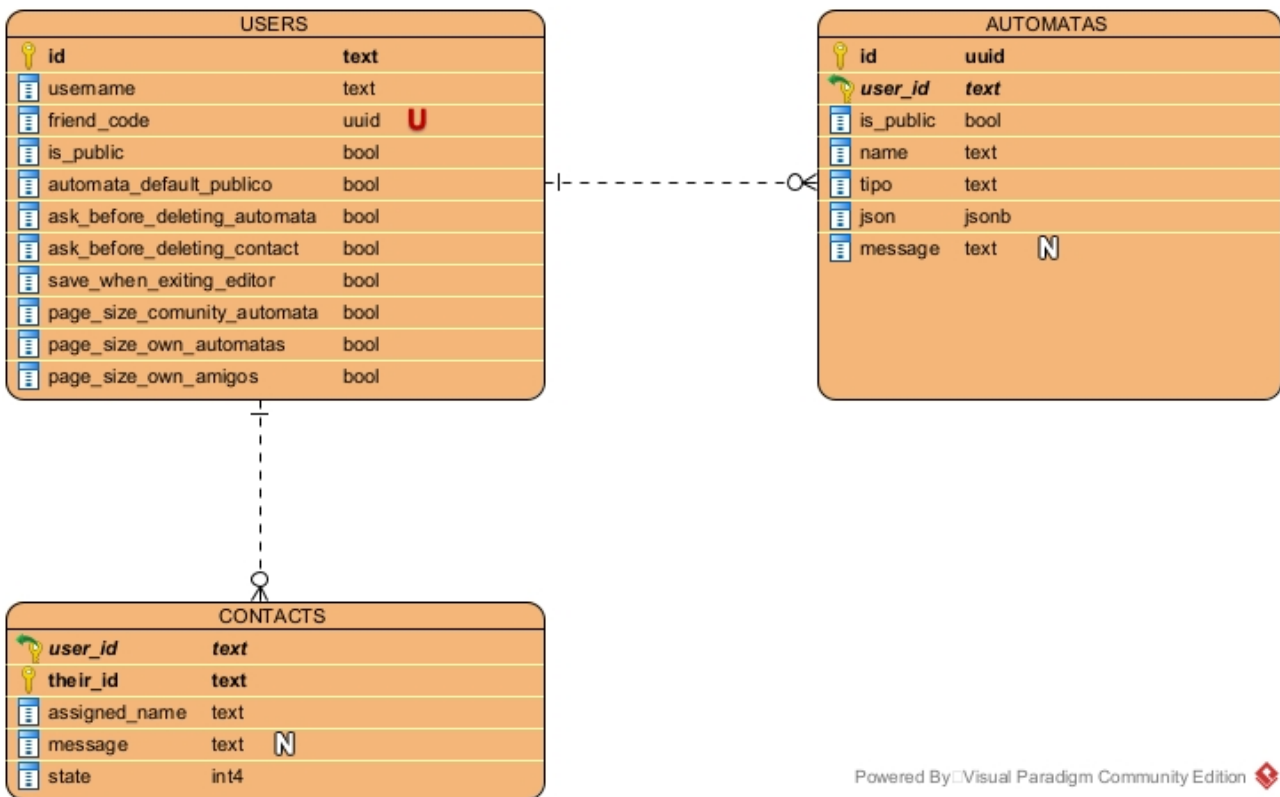 USERS
id text
username text
friend_code uuid U
is_public bool
automata_default_publico bool
ask_before_deleting_automata bool
ask_before_deleting_contact bool
save_when_exiting_editor bool
page_size_comunity_automata bool
page_size_own_automatas bool
page_size_own_amigos bool
AUTOMATAS
id uuid
user_id text
is_public bool
name text
tipo text
json jsonb
message text N
CONTACTS
user_id text
their_id text
assigned_name text
message text N
state int4
Powered By Visual Paradigm Community Edition